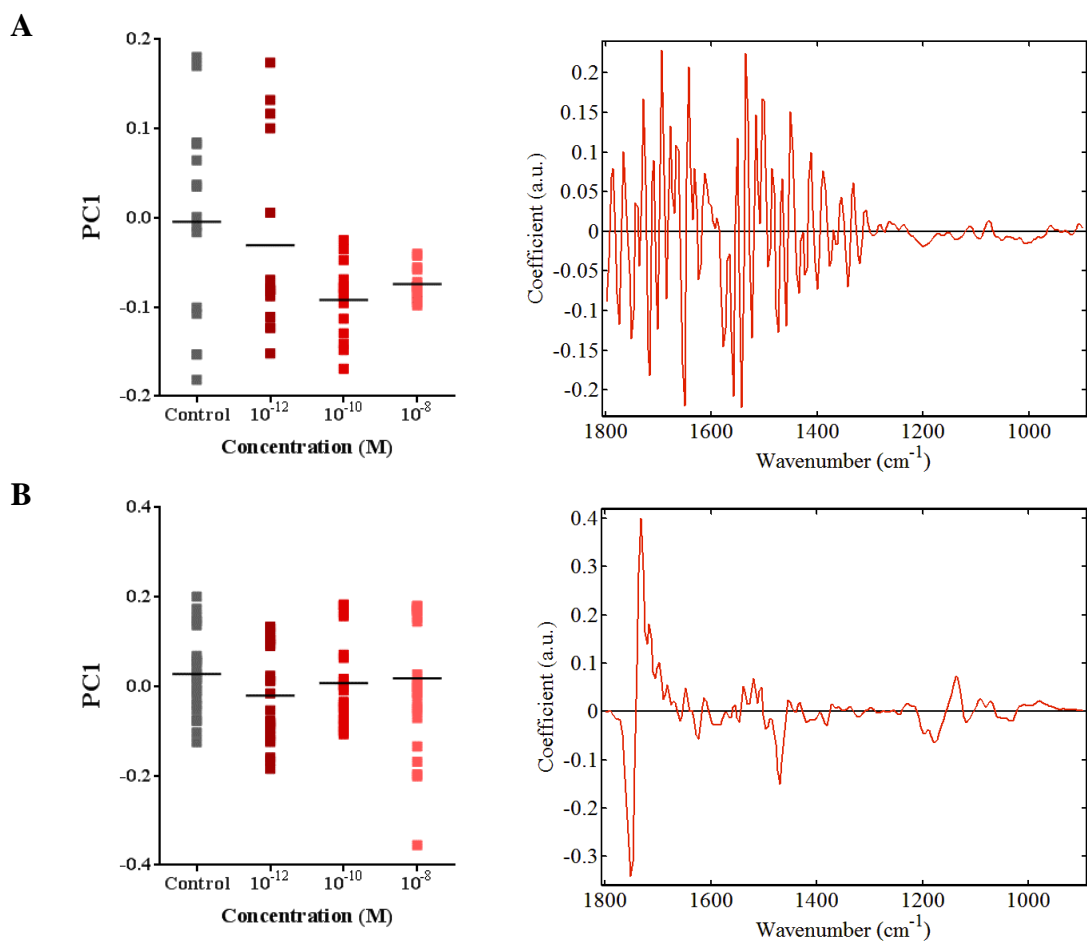 A
PC1
0.2
0.1
0.0
-0.1
-0.2
Control 10-12 10-10 10-8
Concentration (M)
Coefficient (a.u.)
0.2
0.15
0.1
0.05
0
-0.05
-0.1
-0.15
-0.2
1800 1600 1400 1200 1000
Wavenumber (cm-1)
B
PC1
0.4
0.2
0.0
-0.2
-0.4
Control 10-12 10-10 10-8
Concentration (M)
Coefficient (a.u.)
0.4
0.3
0.2
0.1
0
-0.1
-0.2
-0.3
1800 1600 1400 1200 1000
Wavenumber (cm-1)